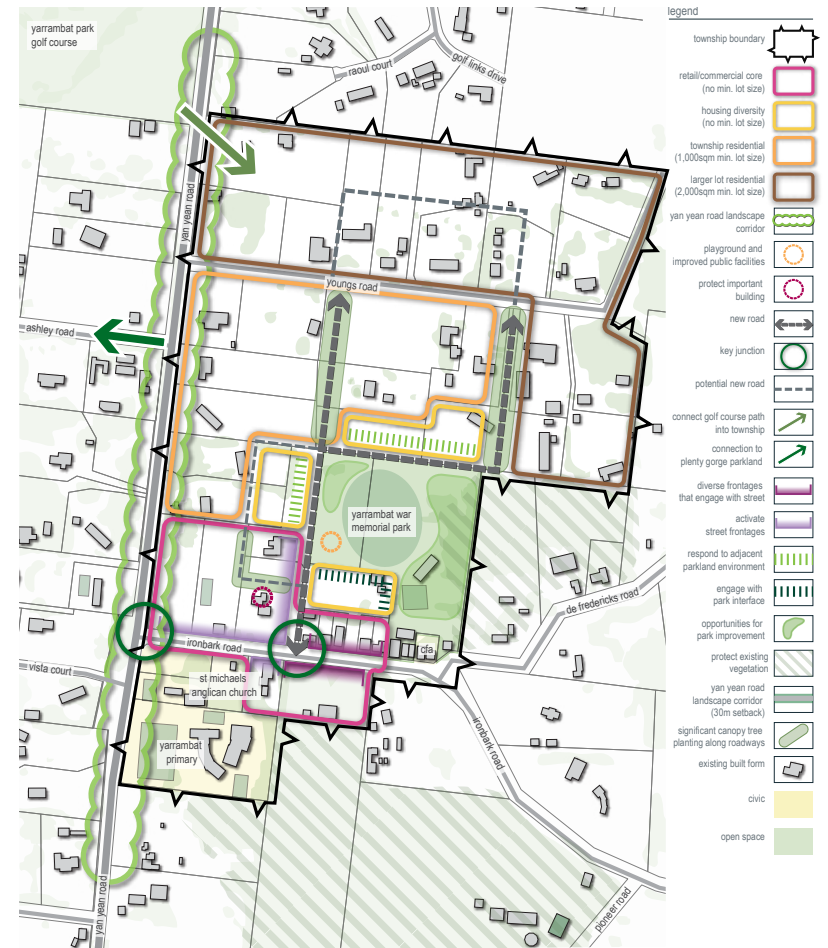 yarrambat park
golf course
raoul court
golf links drive
yan yean road
youngs road
ashley road
yarrambat war
memorial park
de fredericks road
ironbark road
cfa
vista court
st michaels
anglican church
yarrambat
primary
ironbark road
pioneer road
yan yean road
legend
township boundary
retail/commercial core
(no min. lot size)
housing diversity
(no min. lot size)
township residential
(1,000sqm min. lot size)
larger lot residential
(2,000sqm min. lot size)
yan yean road landscape
corridor
playground and
improved public facilities
protect important
building
new road
key junction
potential new road
connect golf course path
into township
connection to
plenty gorge parkland
diverse frontages
that engage with street
activate
street frontages
respond to adjacent
parkland environment
engage with
park interface
opportunities for
park improvement
protect existing
vegetation
yan yean road
landscape corridor
(30m setback)
significant canopy tree
planting along roadways
existing built form
civic
open space